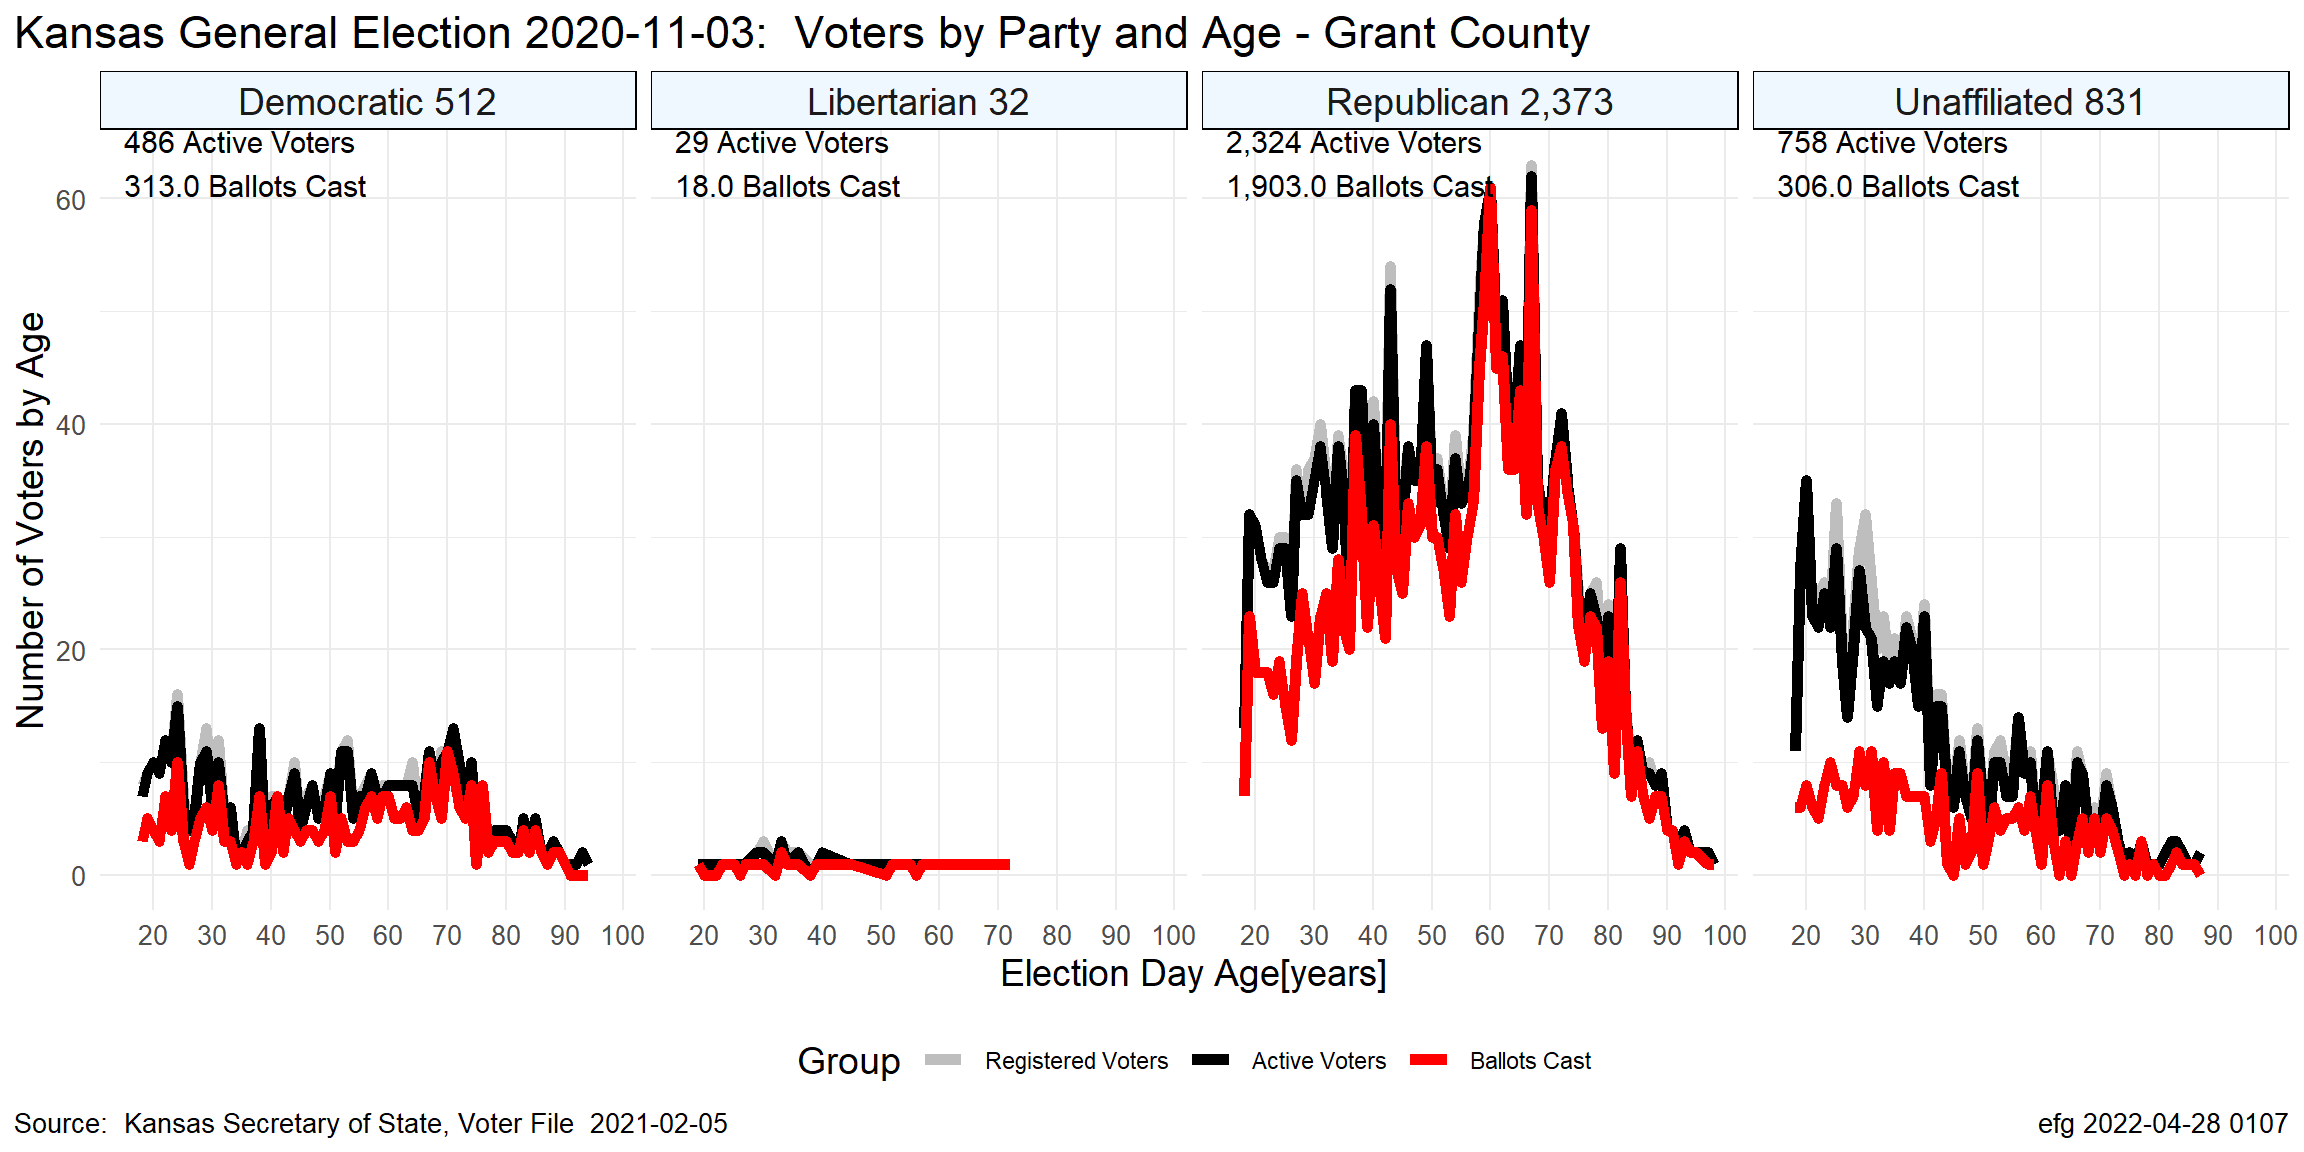 Kansas General Election 2020-11-03:  Voters by Party and Age - Grant County
Democratic 512
Libertarian 32
Republican 2,373
Unaffiliated 831
486 Active Voters
313.0 Ballots Cast
29 Active Voters
18.0 Ballots Cast
2,324 Active Voters
1,903.0 Ballots Cast
758 Active Voters
306.0 Ballots Cast
Number of Voters by Age
60
40
20
0
20 30 40 50 60 70 80 90 100
20 30 40 50 60 70 80 90 100
20 30 40 50 60 70 80 90 100
20 30 40 50 60 70 80 90 100
Election Day Age[years]
Group Registered Voters Active Voters Ballots Cast
Source:  Kansas Secretary of State, Voter File  2021-02-05
efg 2022-04-28 0107